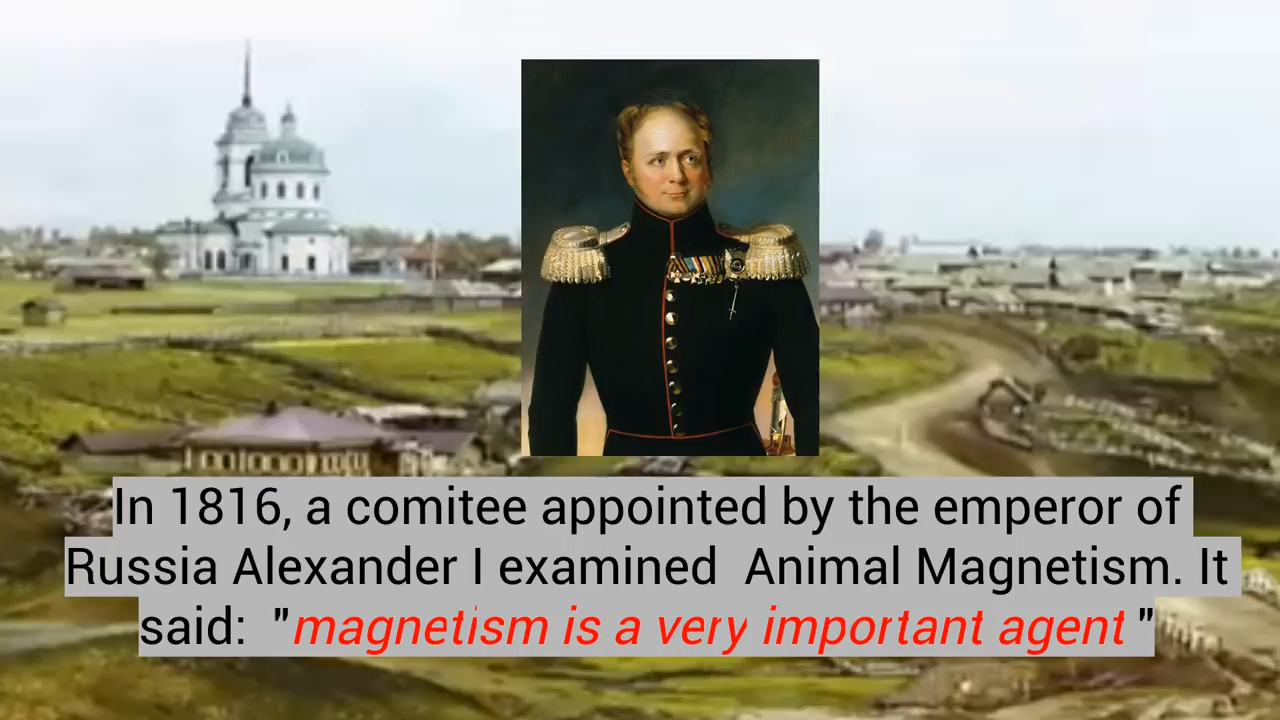 In 1816, a comitee appointed by the emperor of
Russia Alexander I examined  Animal Magnetism. It
said:  "magnetism is a very important agent "